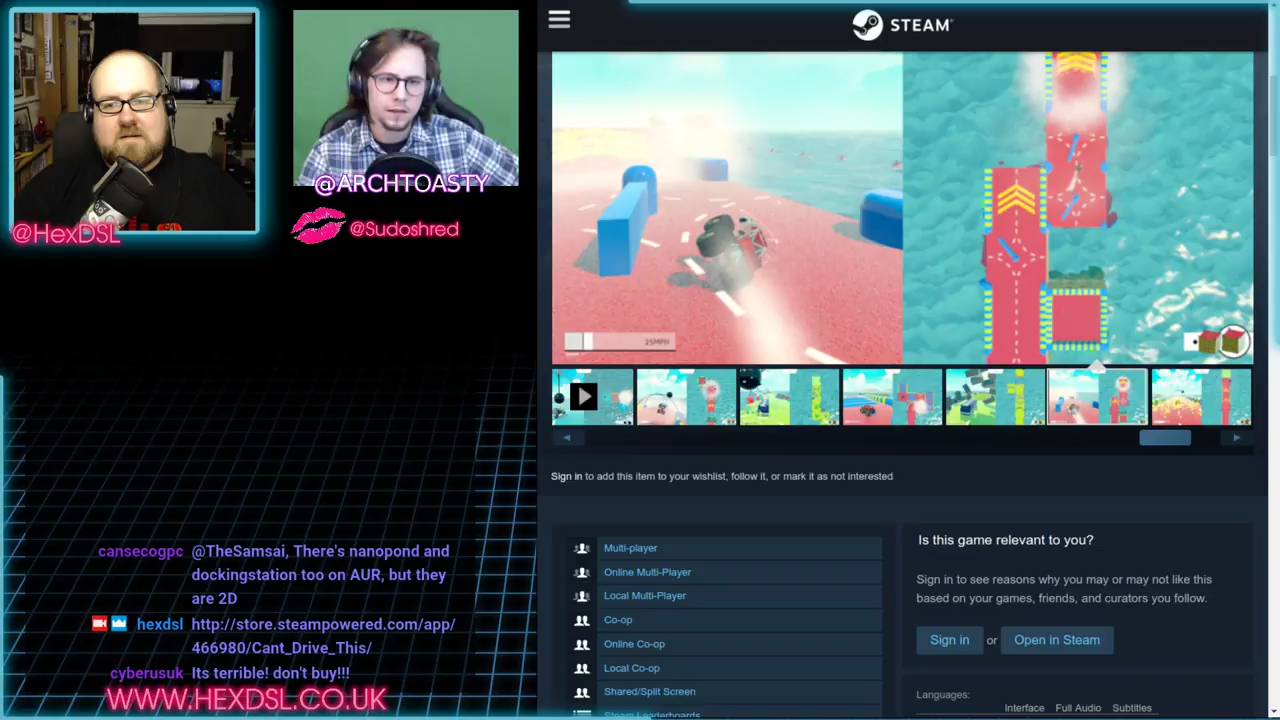 STEAM
@ARCHTOASTY
@HexDSL
@Sudoshred
25MPH
Sign in to add this item to your wishlist, follow it, or mark it as not interested
Multi-player
Online Multi-Player
Local Multi-Player
Co-op
Online Co-op
Local Co-op
Shared/Split Screen
Steam Leaderboards
Is this game relevant to you?
Sign in to see reasons why you may or may not like this
based on your games, friends, and curators you follow.
Sign in or Open in Steam
Languages:
Interface Full Audio Subtitles
cansecogpc @TheSamsai, There's nanopond and
dockingstation too on AUR, but they
are 2D
hexdsl http://store.steampowered.com/app/
466980/Cant_Drive_This/
cyberusuk Its terrible! don't buy!!!
WWW.HEXDSL.CO.UK